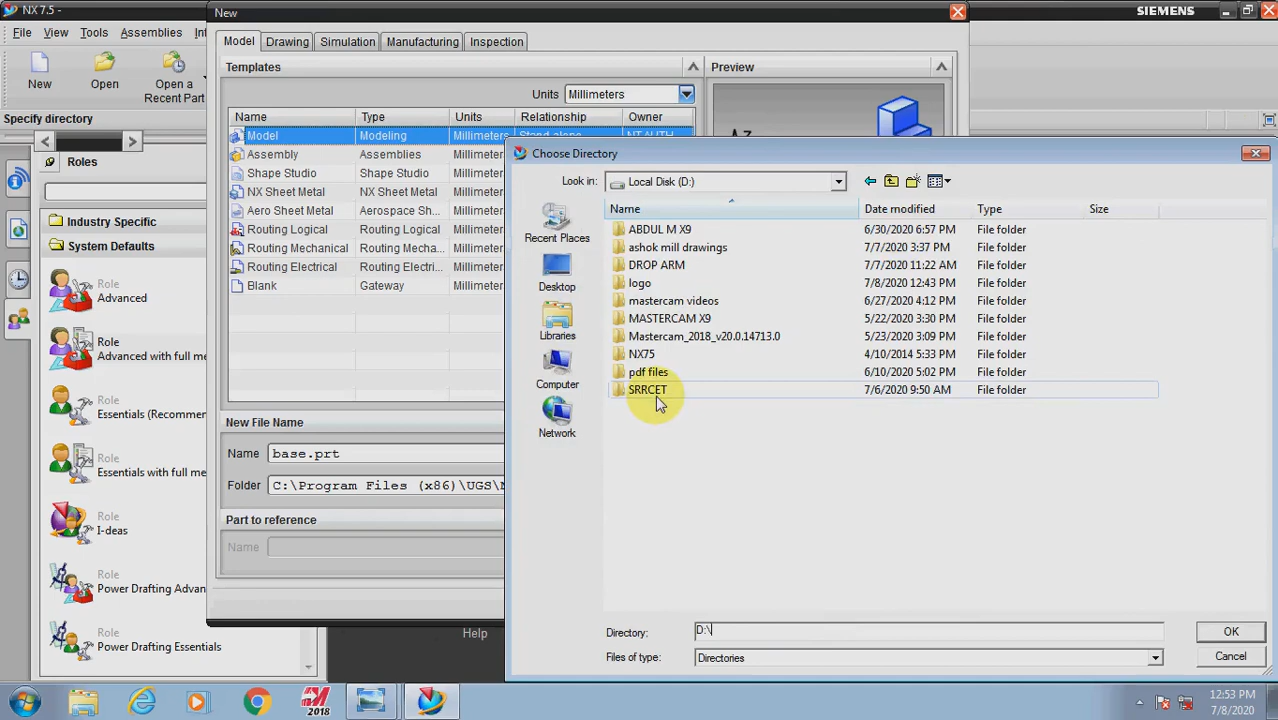 NX 7.5 -
SIEMENS
File View Tools Assemblies
New
Open
Open a
Recent Part
Specify directory
Roles
Industry Specific
System Defaults
Role
Advanced
Role
Advanced with full me
Role
Essentials (Recommen
Role
Essentials with full me
Role
I-deas
Role
Power Drafting Advan
Role
Power Drafting Essentials
New
Model Drawing Simulation Manufacturing Inspection
Templates
Preview
Units Millimeters
Name Type Units Relationship Owner
Model Modeling Millimeters Stand-alone NT AUTH
Assembly Assemblies Millimeter
Shape Studio Shape Studio Millimeter
NX Sheet Metal NX Sheet Metal Millimeter
Aero Sheet Metal Aerospace Sh... Millimeter
Routing Logical Routing Logical Millimeter
Routing Mechanical Routing Mecha... Millimeter
Routing Electrical Routing Electri... Millimeter
Blank Gateway Millimeter
New File Name
Name base.prt
Folder C:\Program Files (x86)\UGS\N
Part to reference
Name
Help
Choose Directory
Look in: Local Disk (D:)
Recent Places
Desktop
Libraries
Computer
Network
Name Date modified Type Size
ABDUL M X9 6/30/2020 6:57 PM File folder
ashok mill drawings 7/7/2020 3:37 PM File folder
DROP ARM 7/7/2020 11:22 AM File folder
logo 7/8/2020 12:43 PM File folder
mastercam videos 6/27/2020 4:12 PM File folder
MASTERCAM X9 5/22/2020 3:30 PM File folder
Mastercam_2018_v20.0.14713.0 5/23/2020 3:09 PM File folder
NX75 4/10/2014 5:33 PM File folder
pdf files 6/10/2020 5:02 PM File folder
SRRCET 7/6/2020 9:50 AM File folder
Directory: D:\
OK
Files of type: Directories
Cancel
2018
12:53 PM
7/8/2020